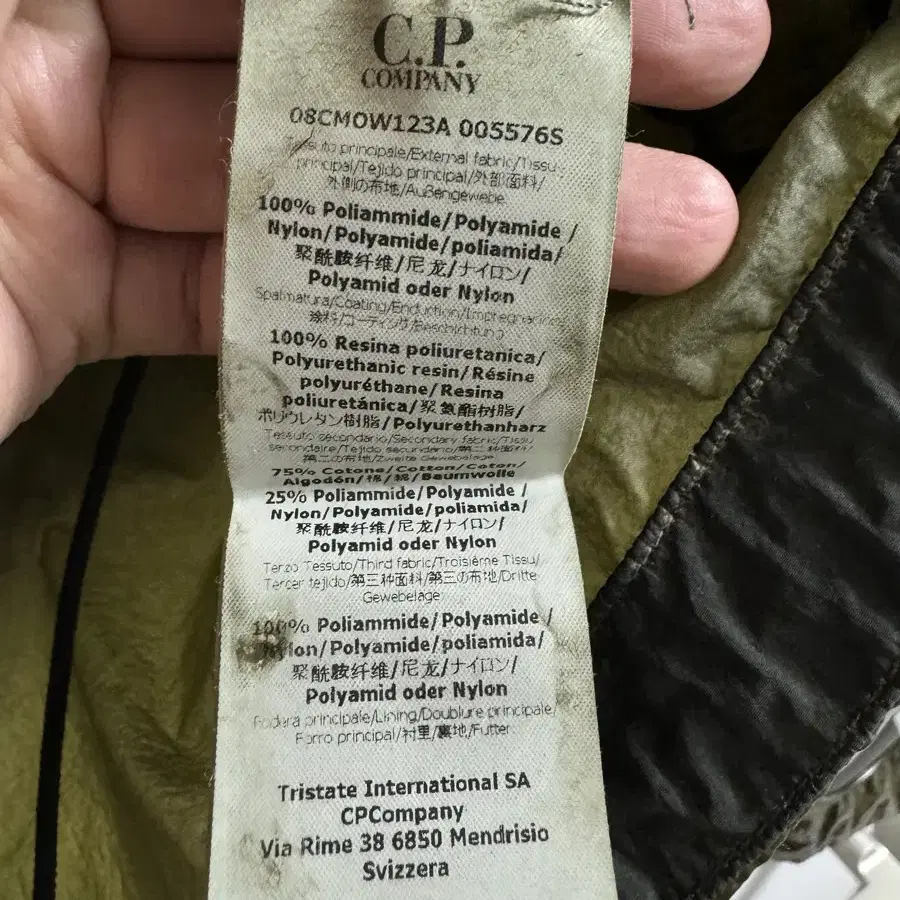 C.P.
COMPANY
08CMOW123A 005576S
Tessuto principale/External fabric/Tissu
principal/Tejido principal/外部面料/
外側の布地/Außengewebe
100% Poliammide/Polyamide /
Nylon/Polyamide/poliamida/
聚酰胺纤维/尼龙/ナイロン/
Polyamid oder Nylon
Spalmatura/Coating/Enduction/Impregnacion
涂料/コーティング/Beschichtung
100% Resina poliuretanica/
Polyurethanic resin/Résine
polyuréthane/Resina
poliuretánica/聚氨酯树脂/
ポリウレタン樹脂/Polyurethanharz
Tessuto secondario/Secondary fabric/Tissu
secondaire/Tejido secundario/第二种面料
第二の布地/Zweite Gewebelage
75% Cotone/Cotton/Coton/
Algodón/棉/綿/Baumwolle
25% Poliammide/Polyamide /
Nylon/Polyamide/poliamida/
聚酰胺纤维/尼龙/ナイロン/
Polyamid oder Nylon
Terzo Tessuto/Third fabric/Troisième Tissu/
Tercer tejido/第三种面料/第三の布地/Dritte
Gewebelage
100% Poliammide/Polyamide /
Nylon/Polyamide/poliamida/
聚酰胺纤维/尼龙/ナイロン/
Polyamid oder Nylon
Fodera principale/Lining/Doublure principale/
Forro principal/衬里/裏地/Futter
Tristate International SA
CPCompany
Via Rime 38 6850 Mendrisio
Svizzera